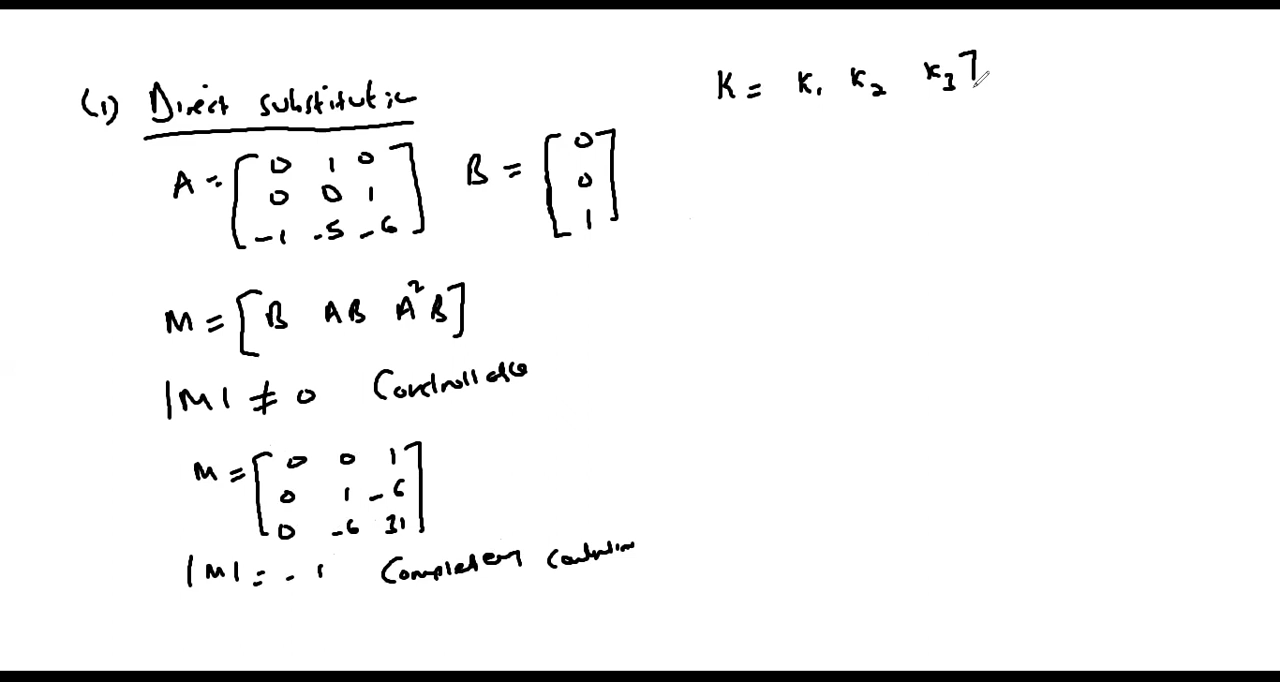 (1) Direct substitutic
A = [ 0 1 0
0 0 1
-1 -5 -6 ] B = [ 0
0
1 ]
M = [ B AB A²B ]
|M| ≠ 0 Controllable
M = [ 0 0 1
0 1 -6
0 -6 31 ]
|M| = -1 Completely
K = K₁ K₂ K₃ ]